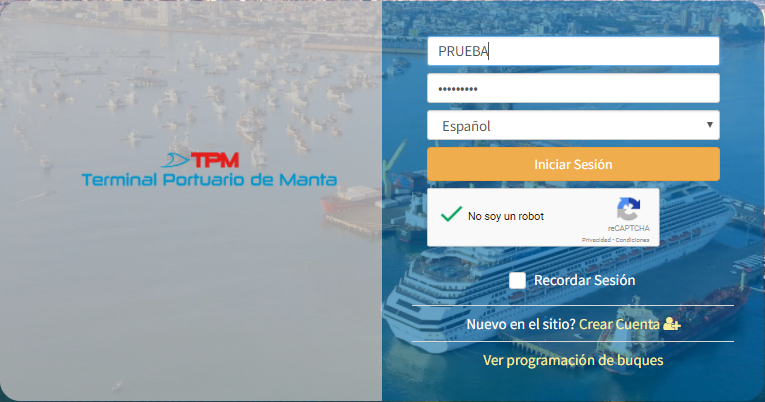 TPM
Terminal Portuario de Manta
PRUEBA
•••••••••
Español
Iniciar Sesión
No soy un robot
reCAPTCHA
Privacidad - Condiciones
Recordar Sesión
Nuevo en el sitio? Crear Cuenta
Ver programación de buques